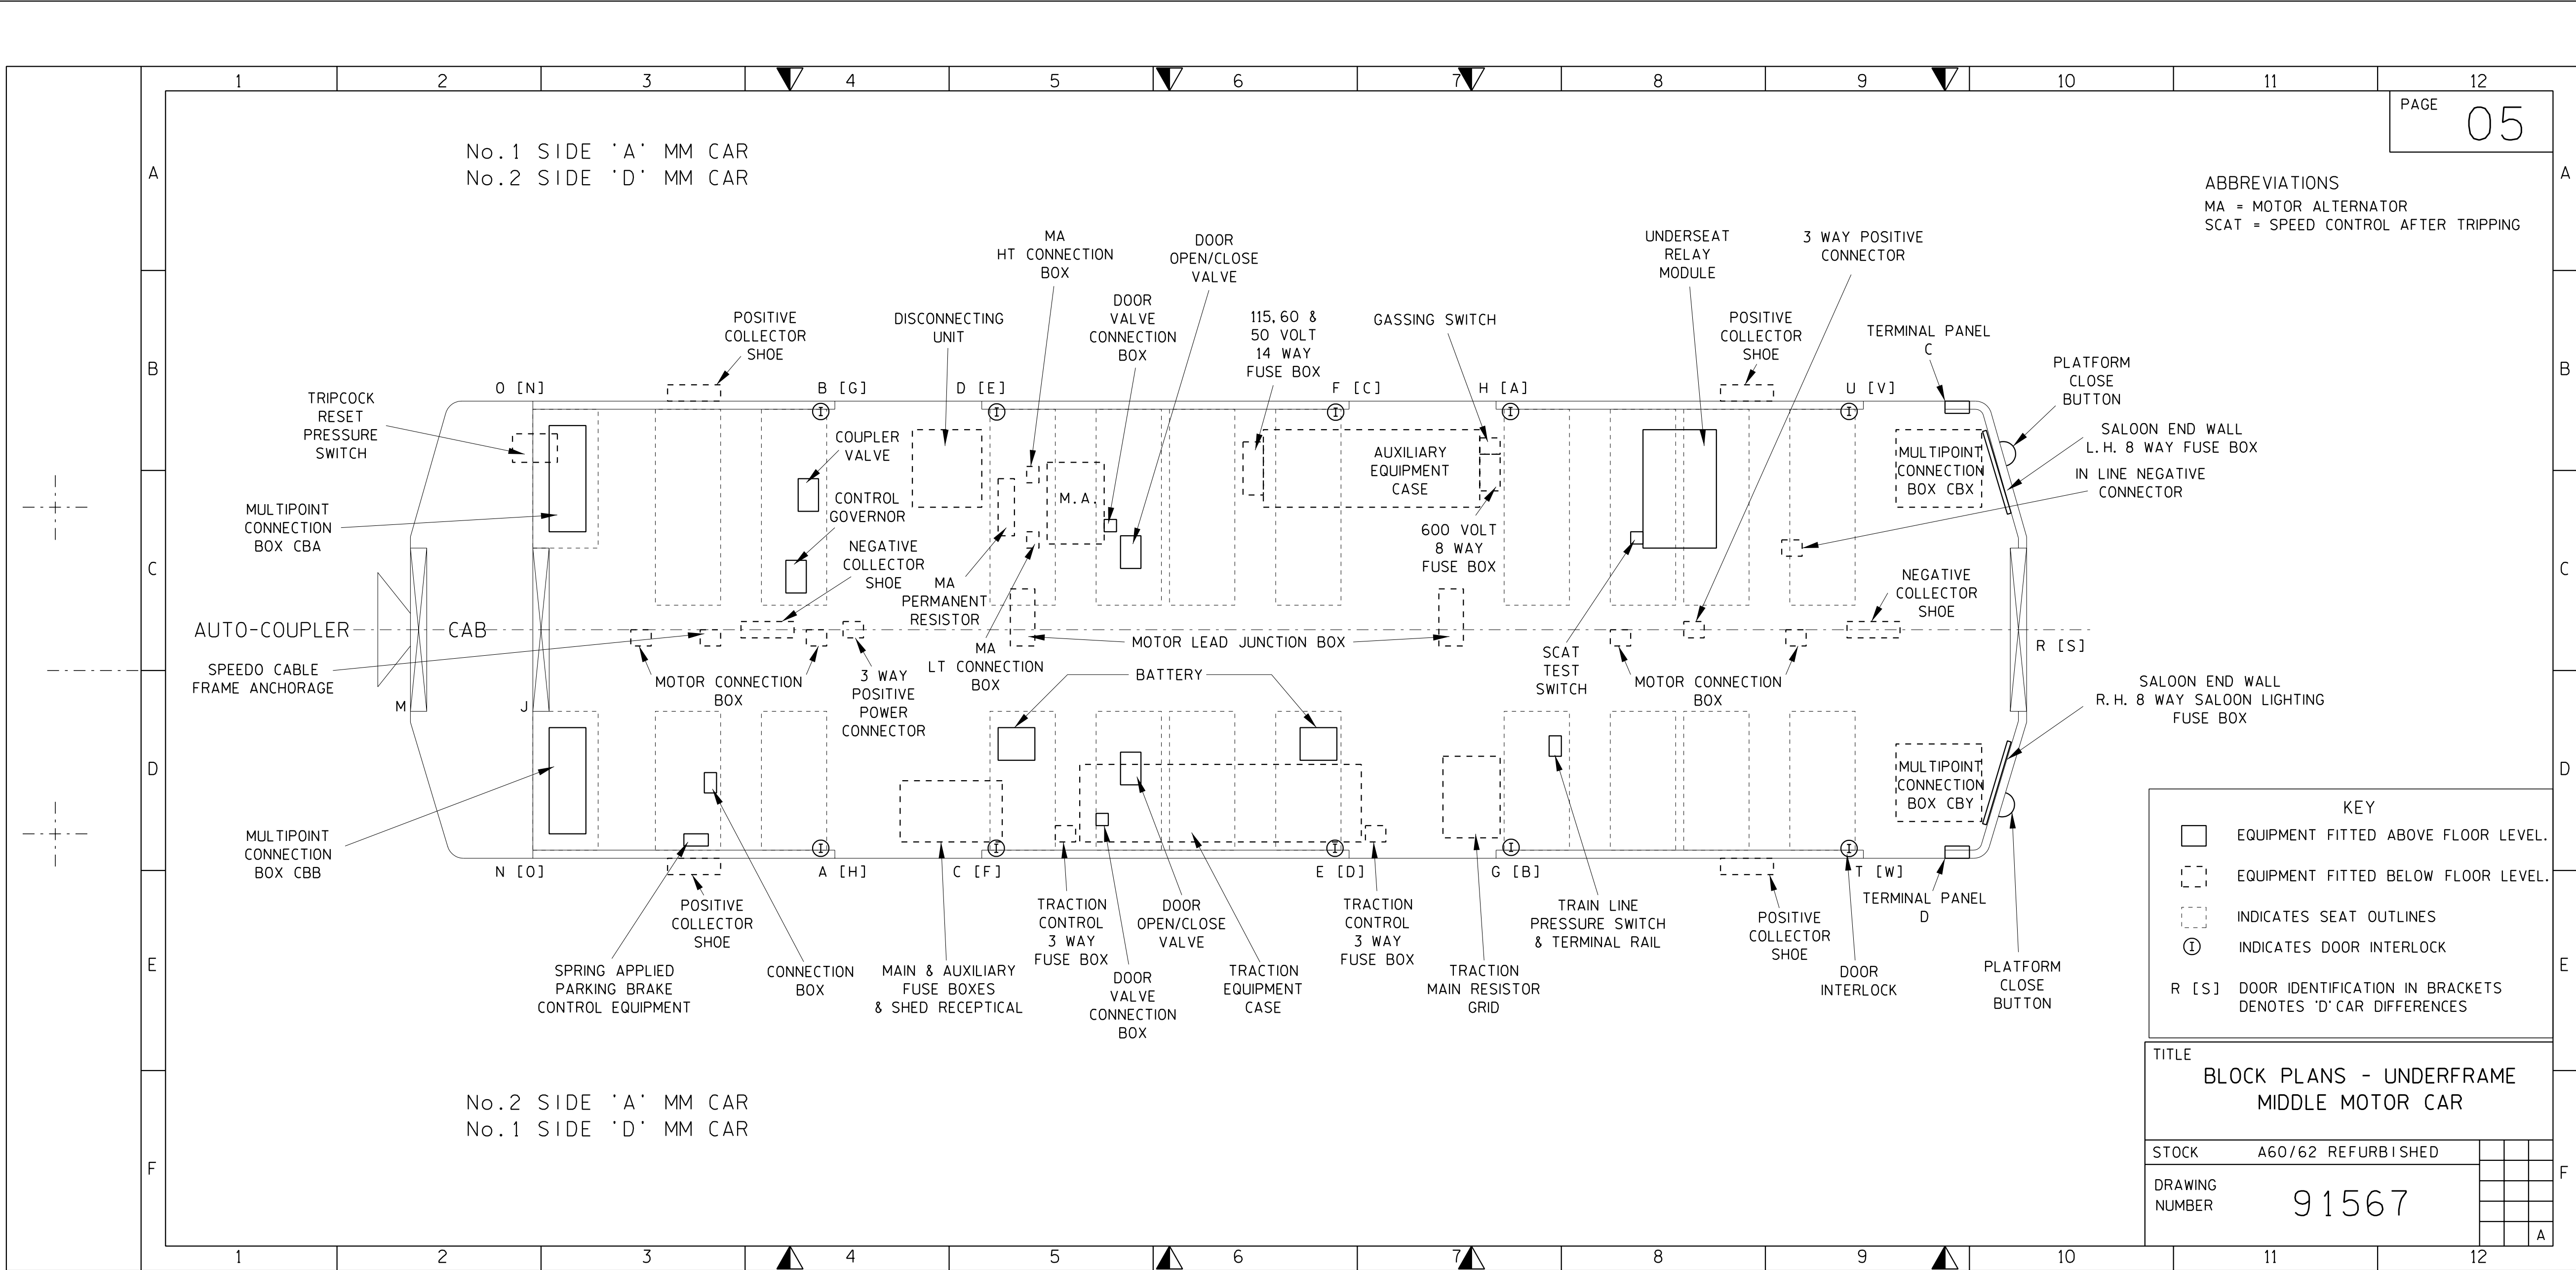 1 2 3 4 5 6 7 8 9 10 11 12
PAGE 05
A
A
No.1 SIDE 'A' MM CAR
No.2 SIDE 'D' MM CAR
ABBREVIATIONS
MA = MOTOR ALTERNATOR
SCAT = SPEED CONTROL AFTER TRIPPING
MA
HT CONNECTION
BOX
DOOR
OPEN/CLOSE
VALVE
UNDERSEAT
RELAY
MODULE
3 WAY POSITIVE
CONNECTOR
POSITIVE
COLLECTOR
SHOE
DISCONNECTING
UNIT
DOOR
VALVE
CONNECTION
BOX
115,60 &
50 VOLT
14 WAY
FUSE BOX
GASSING SWITCH
POSITIVE
COLLECTOR
SHOE
TERMINAL PANEL
C
PLATFORM
CLOSE
BUTTON
B
B
O [N]
B [G]
D [E]
F [C]
H [A]
U [V]
I
I
I
I
I
TRIPCOCK
RESET
PRESSURE
SWITCH
COUPLER
VALVE
AUXILIARY
EQUIPMENT
CASE
MULTIPOINT
CONNECTION
BOX CBX
SALOON END WALL
L.H. 8 WAY FUSE BOX
IN LINE NEGATIVE
CONNECTOR
MULTIPOINT
CONNECTION
BOX CBA
CONTROL
GOVERNOR
M.A.
600 VOLT
8 WAY
FUSE BOX
NEGATIVE
COLLECTOR
SHOE
MA
PERMANENT
RESISTOR
NEGATIVE
COLLECTOR
SHOE
C
C
AUTO-COUPLER
CAB
MOTOR LEAD JUNCTION BOX
R [S]
SPEEDO CABLE
FRAME ANCHORAGE
MOTOR CONNECTION
BOX
3 WAY
POSITIVE
POWER
CONNECTOR
MA
LT CONNECTION
BOX
BATTERY
SCAT
TEST
SWITCH
MOTOR CONNECTION
BOX
SALOON END WALL
R.H. 8 WAY SALOON LIGHTING
FUSE BOX
M
J
D
D
MULTIPOINT
CONNECTION
BOX CBY
MULTIPOINT
CONNECTION
BOX CBB
I
I
I
I
I
N [O]
A [H]
C [F]
E [D]
G [B]
T [W]
POSITIVE
COLLECTOR
SHOE
TRACTION
CONTROL
3 WAY
FUSE BOX
DOOR
OPEN/CLOSE
VALVE
TRACTION
CONTROL
3 WAY
FUSE BOX
TRAIN LINE
PRESSURE SWITCH
& TERMINAL RAIL
POSITIVE
COLLECTOR
SHOE
TERMINAL PANEL
D
E
E
SPRING APPLIED
PARKING BRAKE
CONTROL EQUIPMENT
CONNECTION
BOX
MAIN & AUXILIARY
FUSE BOXES
& SHED RECEPTICAL
DOOR
VALVE
CONNECTION
BOX
TRACTION
EQUIPMENT
CASE
TRACTION
MAIN RESISTOR
GRID
DOOR
INTERLOCK
PLATFORM
CLOSE
BUTTON
KEY
EQUIPMENT FITTED ABOVE FLOOR LEVEL.
EQUIPMENT FITTED BELOW FLOOR LEVEL.
INDICATES SEAT OUTLINES
I INDICATES DOOR INTERLOCK
R [S] DOOR IDENTIFICATION IN BRACKETS
DENOTES 'D' CAR DIFFERENCES
No.2 SIDE 'A' MM CAR
No.1 SIDE 'D' MM CAR
TITLE
BLOCK PLANS - UNDERFRAME
MIDDLE MOTOR CAR
STOCK A60/62 REFURBISHED
DRAWING
NUMBER
91567
A
F
F
1 2 3 4 5 6 7 8 9 10 11 12